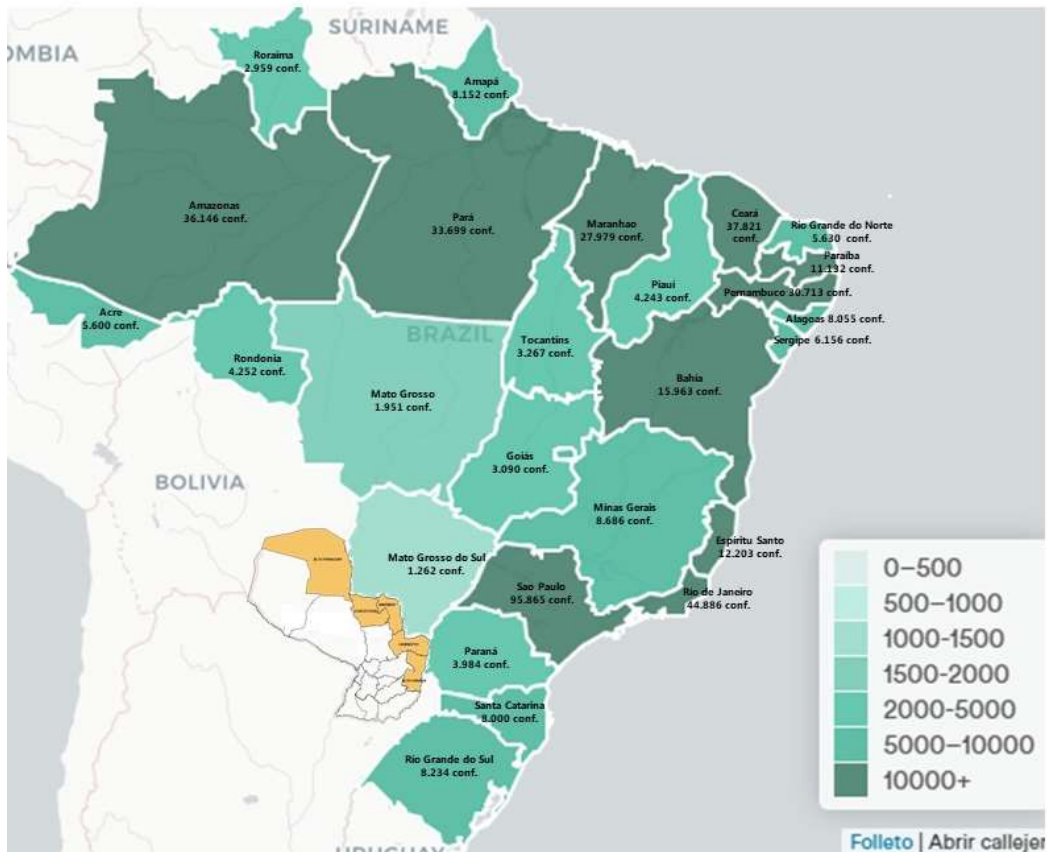 SURINAME
OMBIA
Roraima
2.959 conf.
Amapá
8.152 conf.
Amazonas
36.146 conf.
Pará
33.699 conf.
Maranhao
27.979 conf.
Ceará
37.821
conf.
Rio Grande do Norte
5.630 conf.
Paraíba
11.132 conf.
Piauí
4.243 conf.
Pernambuco 30.713 conf.
Acre
5.600 conf.
Alagoas 8.055 conf.
BRAZIL
Tocantins
3.267 conf.
Sergipe 6.156 conf.
Rondonia
4.252 conf.
Bahia
15.963 conf.
Mato Grosso
1.951 conf.
Goiás
3.090 conf.
BOLIVIA
Minas Gerais
8.686 conf.
Espíritu Santo
12.203 conf.
Mato Grosso do Sul
1.262 conf.
Sao Paulo
95.865 conf.
Rio de Janeiro
44.886 conf.
Paraná
3.984 conf.
Santa Catarina
8.000 conf.
Rio Grande do Sul
8.234 conf.
URUGUAY
0–500
500–1000
1000-1500
1500-2000
2000-5000
5000–10000
10000+
Folleto | Abrir callejer